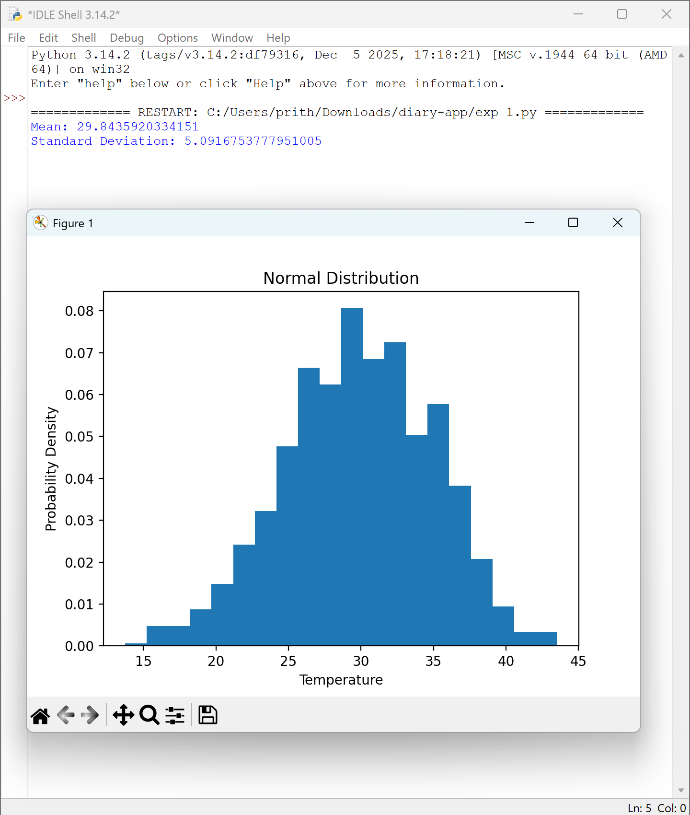 *IDLE Shell 3.14.2*
File Edit Shell Debug Options Window Help
Python 3.14.2 (tags/v3.14.2:df79316, Dec  5 2025, 17:18:21) [MSC v.1944 64 bit (AMD
64)] on win32
Enter "help" below or click "Help" above for more information.
>>>
============= RESTART: C:/Users/prith/Downloads/diary-app/exp 1.py =============
Mean: 29.8435920334151
Standard Deviation: 5.0916753777951005
Figure 1
Normal Distribution
0.08
0.07
0.06
0.05
0.04
0.03
0.02
0.01
0.00
Probability Density
15 20 25 30 35 40 45
Temperature
Ln: 5 Col: 0